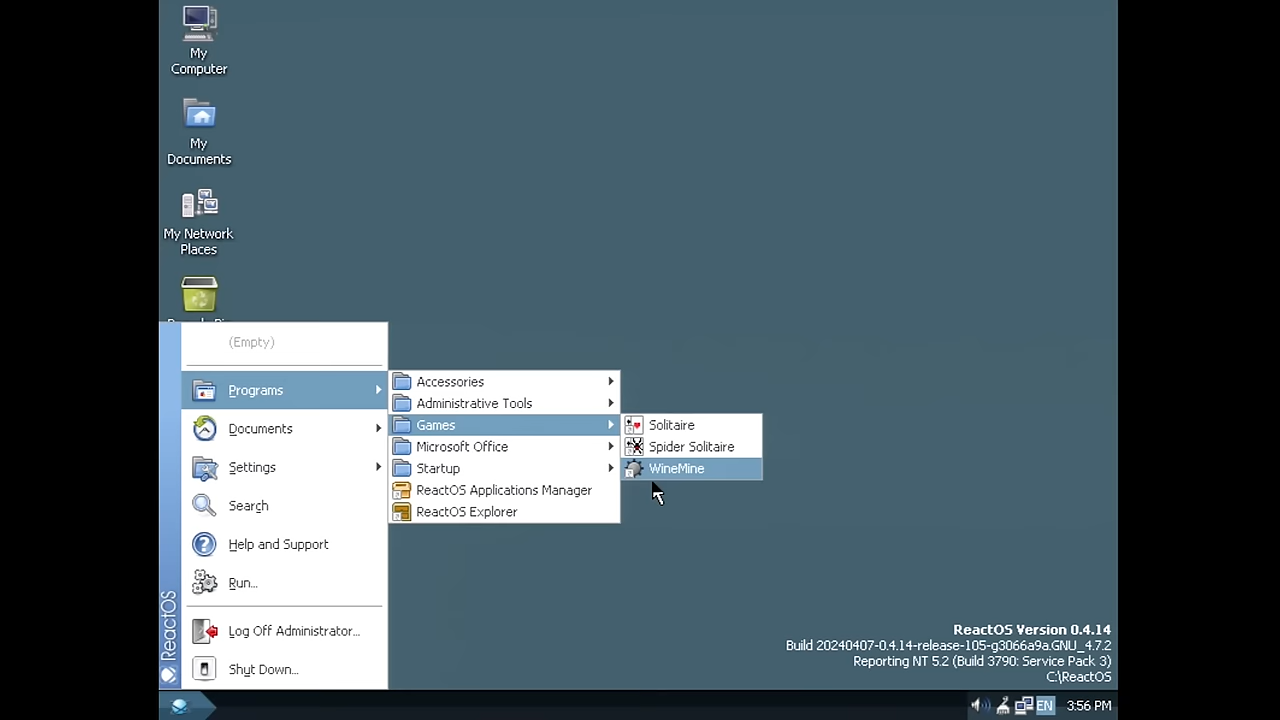 My
Computer
My
Documents
My Network
Places
(Empty)
Programs
Documents
Settings
Search
Help and Support
Run...
Log Off Administrator...
Shut Down...
ReactOS
Accessories
Administrative Tools
Games
Microsoft Office
Startup
ReactOS Applications Manager
ReactOS Explorer
Solitaire
Spider Solitaire
WineMine
ReactOS Version 0.4.14
Build 20240407-0.4.14-release-105-g3066a9a.GNU_4.7.2
Reporting NT 5.2 (Build 3790: Service Pack 3)
C:\ReactOS
EN
3:56 PM